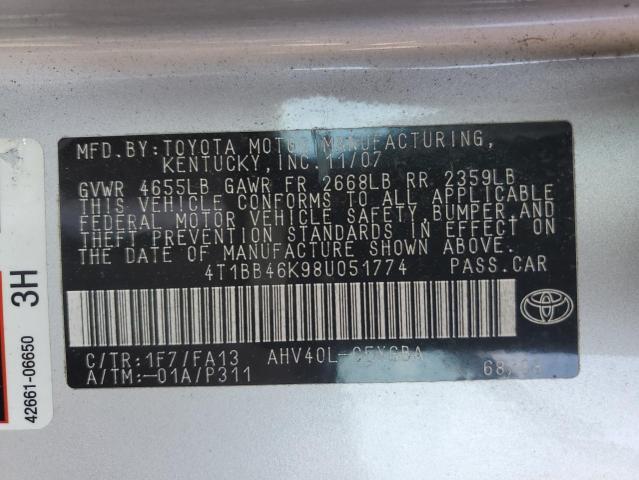 MFD.BY:TOYOTA MOTOR MANUFACTURING,
KENTUCKY, INC. 11/07
GVWR 4655LB GAWR FR 2668LB RR 2359LB
THIS VEHICLE CONFORMS TO ALL APPLICABLE
FEDERAL MOTOR VEHICLE SAFETY,BUMPER,AND
THEFT PREVENTION STANDARDS IN EFFECT ON
THE DATE OF MANUFACTURE SHOWN ABOVE.
4T1BB46K98U051774 PASS.CAR
C/TR:1F7/FA13
A/TM:-01A/P311
3H
42661-06650